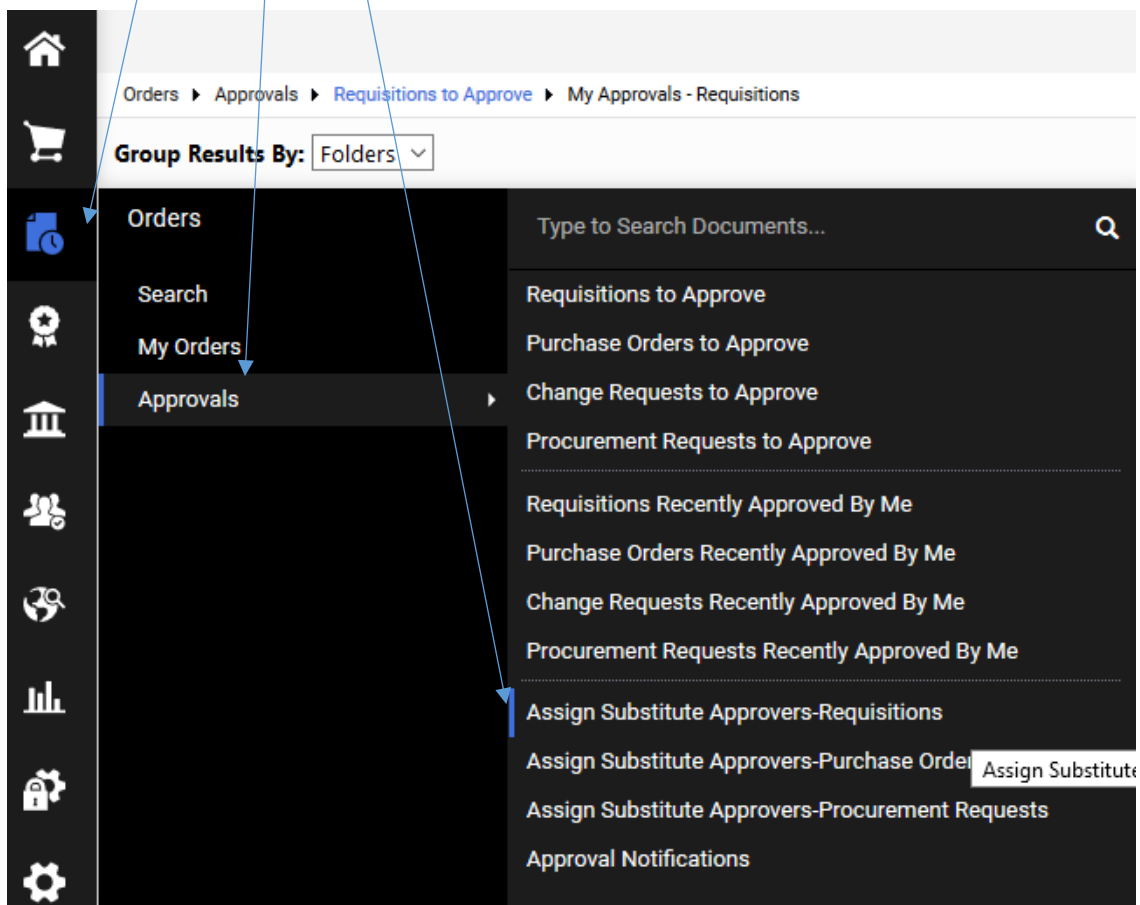 Orders ▸ Approvals ▸ Requisitions to Approve ▸ My Approvals - Requisitions
Group Results By: Folders
Orders
Type to Search Documents...
Search
My Orders
Approvals
Requisitions to Approve
Purchase Orders to Approve
Change Requests to Approve
Procurement Requests to Approve
Requisitions Recently Approved By Me
Purchase Orders Recently Approved By Me
Change Requests Recently Approved By Me
Procurement Requests Recently Approved By Me
Assign Substitute Approvers-Requisitions
Assign Substitute Approvers-Purchase Order
Assign Substitute
Assign Substitute Approvers-Procurement Requests
Approval Notifications